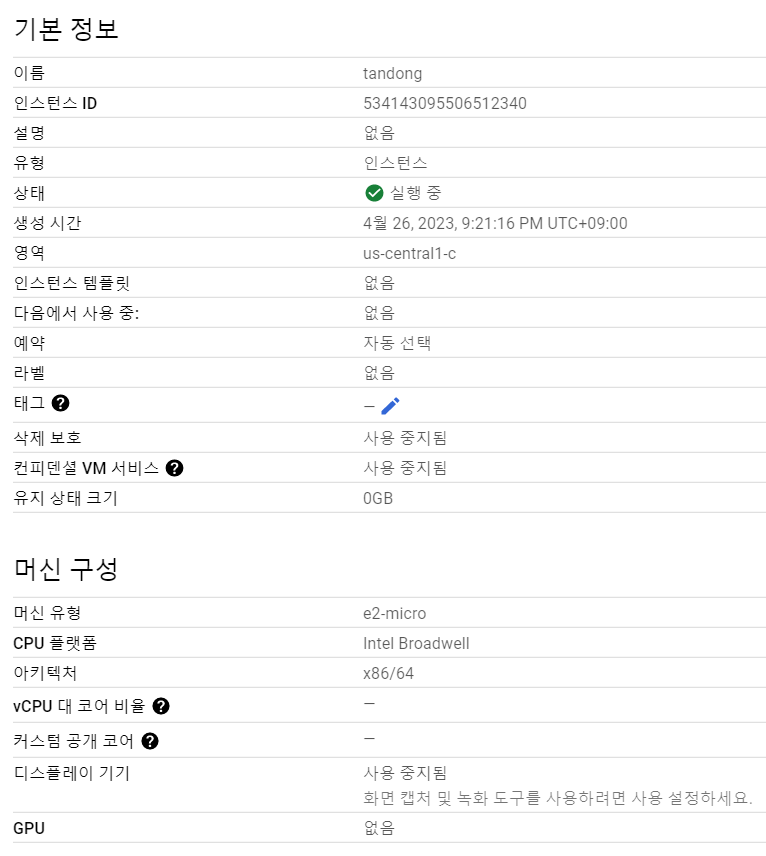 기본 정보
이름 tandong
인스턴스 ID 534143095506512340
설명 없음
유형 인스턴스
상태 실행 중
생성 시간 4월 26, 2023, 9:21:16 PM UTC+09:00
영역 us-central1-c
인스턴스 템플릿 없음
다음에서 사용 중: 없음
예약 자동 선택
라벨 없음
태그 ? —
삭제 보호 사용 중지됨
컨피덴셜 VM 서비스 ? 사용 중지됨
유지 상태 크기 0GB
머신 구성
머신 유형 e2-micro
CPU 플랫폼 Intel Broadwell
아키텍처 x86/64
vCPU 대 코어 비율 ? —
커스텀 공개 코어 ? —
디스플레이 기기 사용 중지됨
화면 캡처 및 녹화 도구를 사용하려면 사용 설정하세요.
GPU 없음